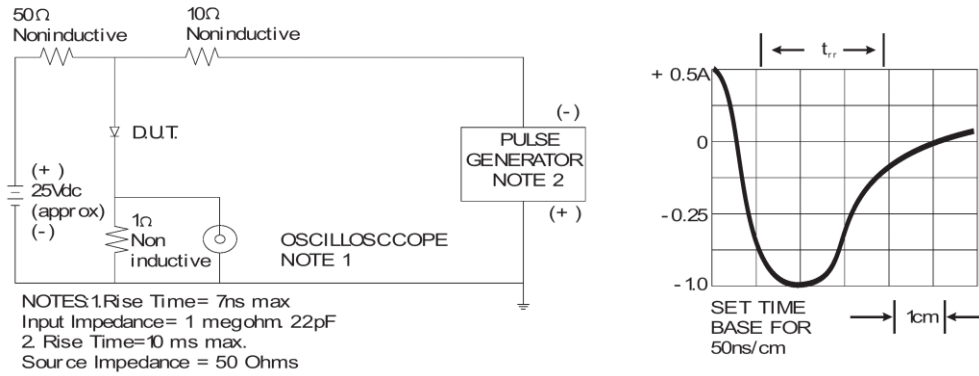 50Ω
Noninductive
10Ω
Noninductive
D.U.T.
(+)
25Vdc
(approx)
(-)
1Ω
Non
inductive
OSCILLOSCCOPE
NOTE 1
(-)
PULSE
GENERATOR
NOTE 2
(+)
NOTES:1.Rise Time= 7ns max
Input Impedance= 1 megohm. 22pF
2. Rise Time=10 ms max.
Source Impedance = 50 Ohms
trr
+ 0.5A
0
-0.25
-1.0
SET TIME
BASE FOR
50ns/cm
1cm